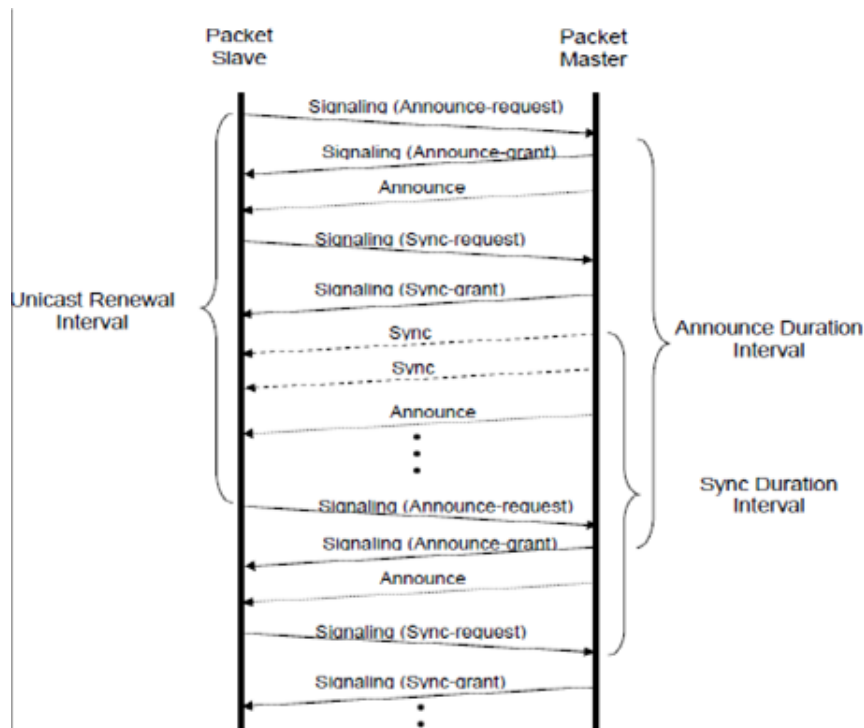 Packet
Slave
Packet
Master
Signaling (Announce-request)
Signaling (Announce-grant)
Announce
Signaling (Sync-request)
Unicast Renewal
Interval
Signaling (Sync-grant)
Sync
Announce Duration
Interval
Sync
Announce
Sync Duration
Interval
Signaling (Announce-request)
Signaling (Announce-grant)
Announce
Signaling (Sync-request)
Signaling (Sync-grant)